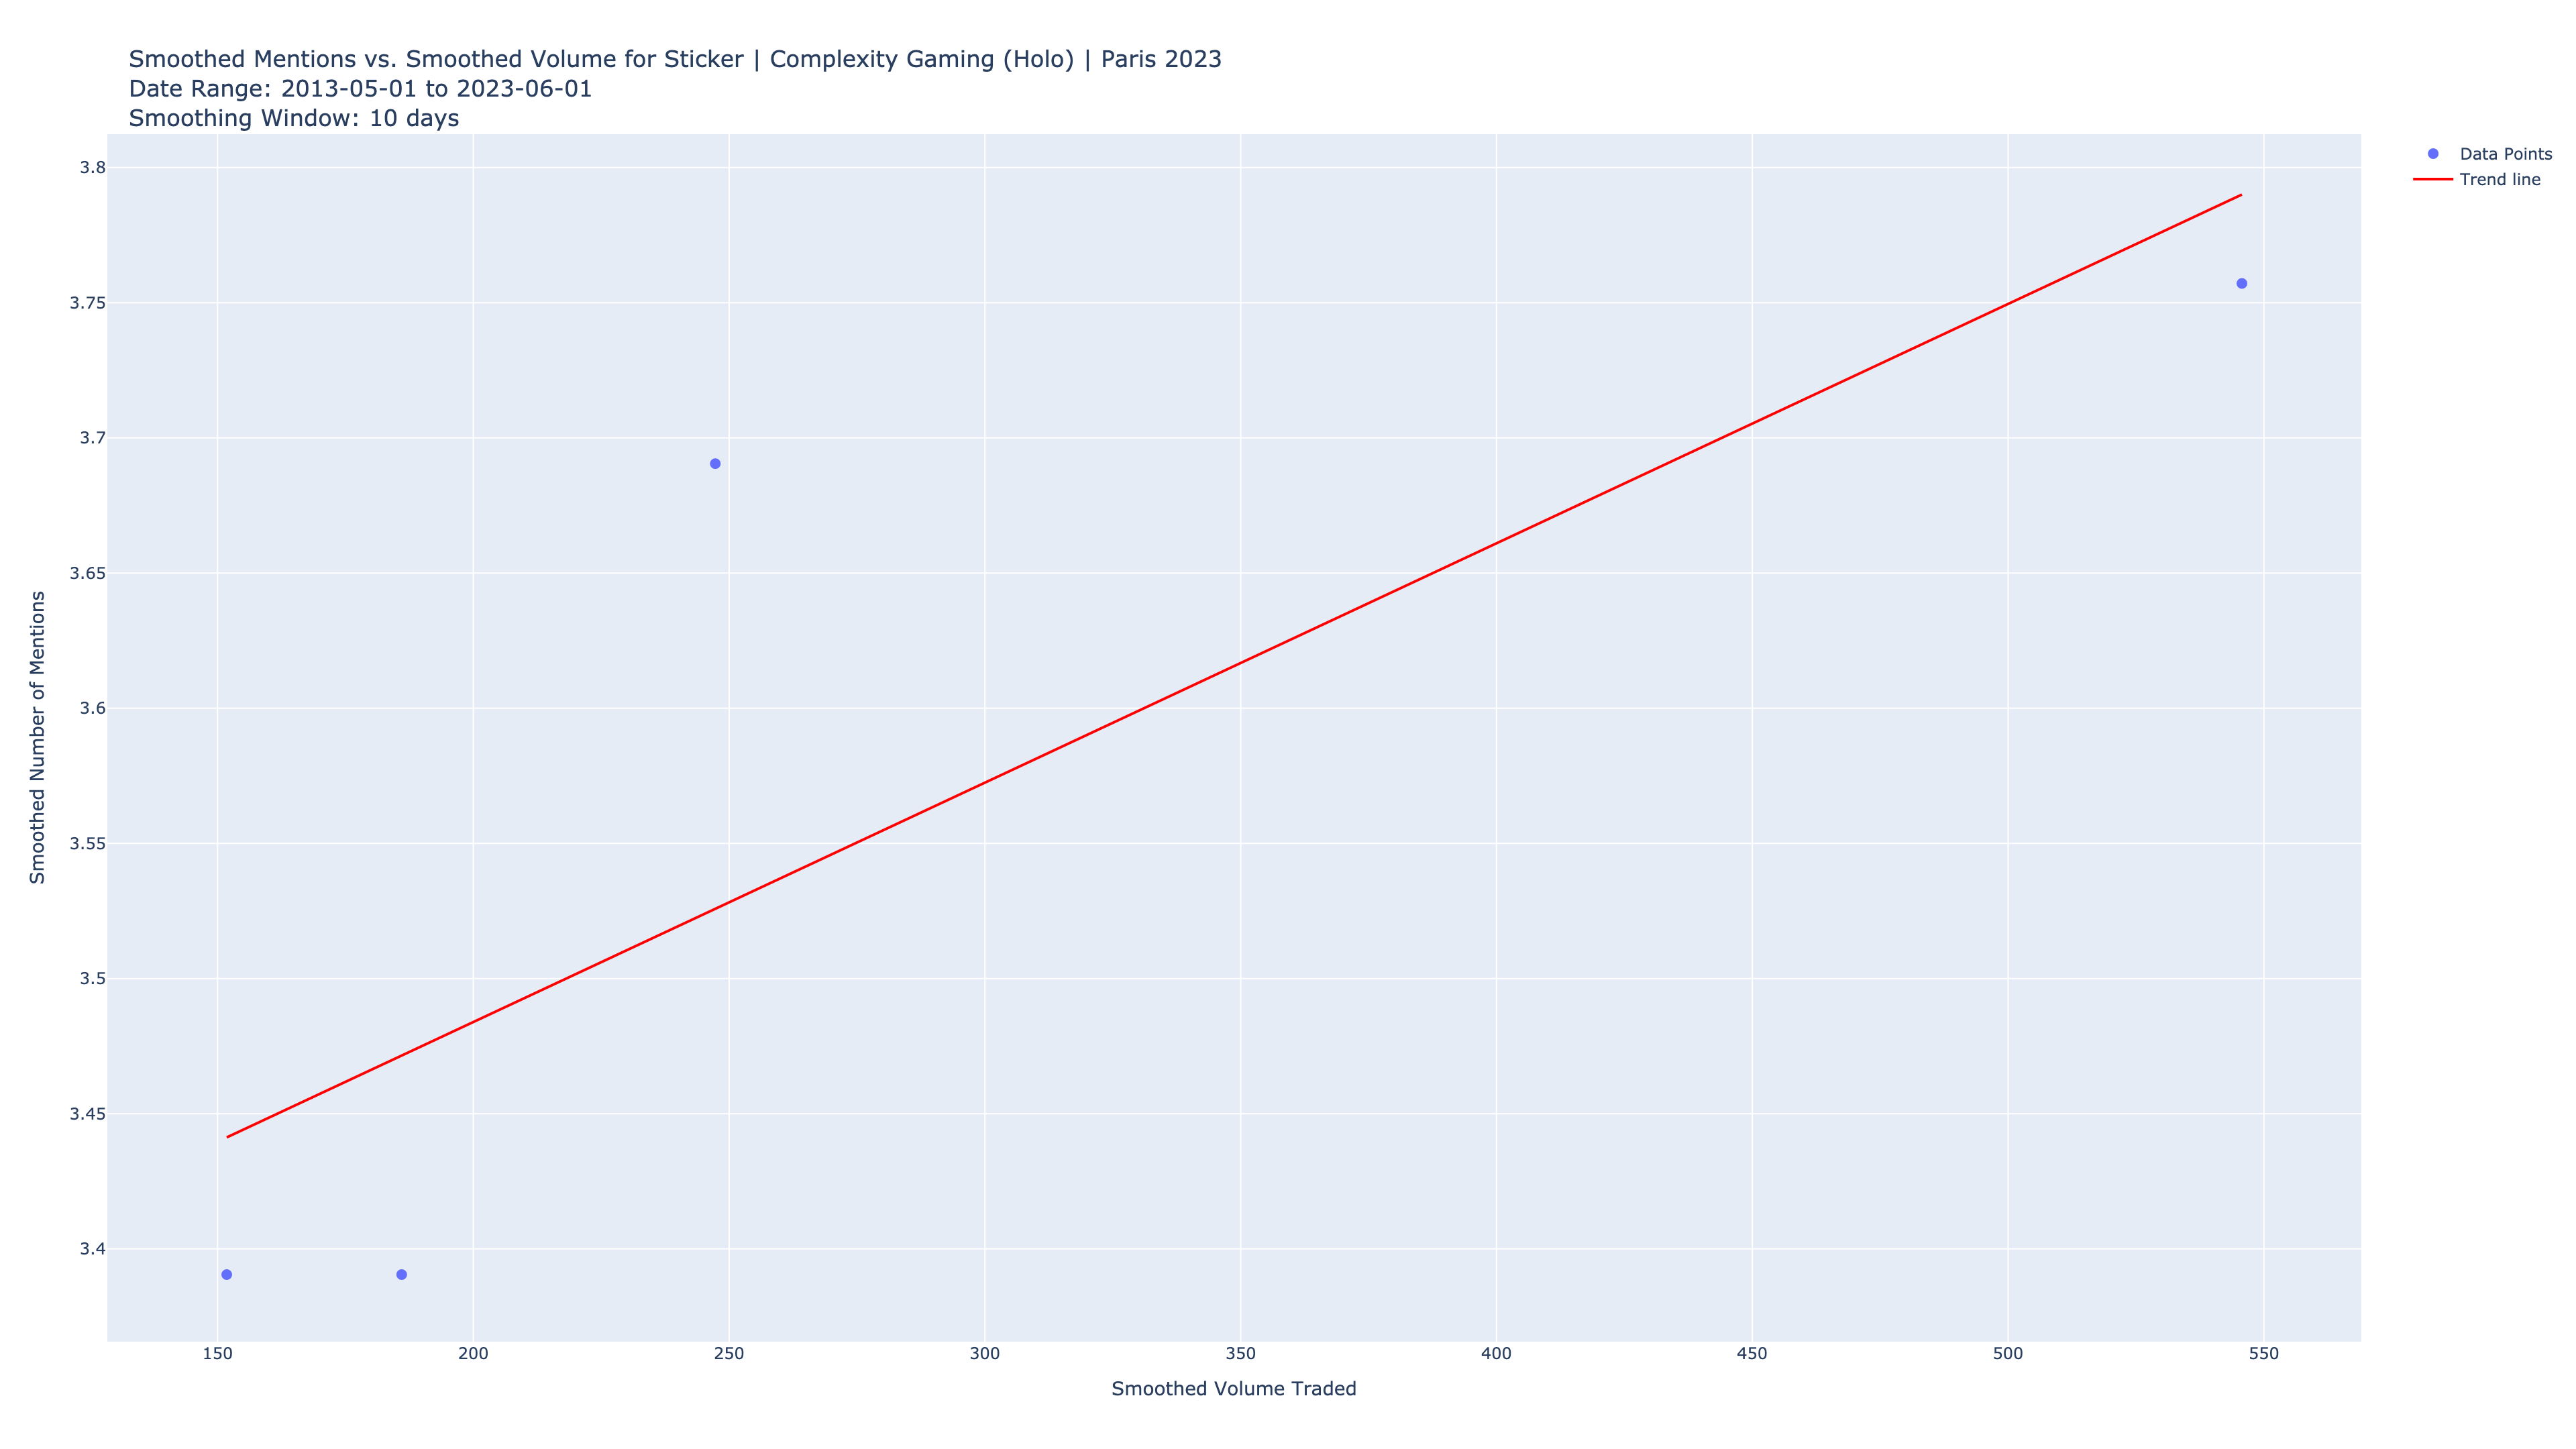 Smoothed Mentions vs. Smoothed Volume for Sticker | Complexity Gaming (Holo) | Paris 2023
Date Range: 2013-05-01 to 2023-06-01
Smoothing Window: 10 days
Data Points
Trend line
3.8
3.75
3.7
3.65
3.6
3.55
3.5
3.45
3.4
Smoothed Number of Mentions
150
200
250
300
350
400
450
500
550
Smoothed Volume Traded